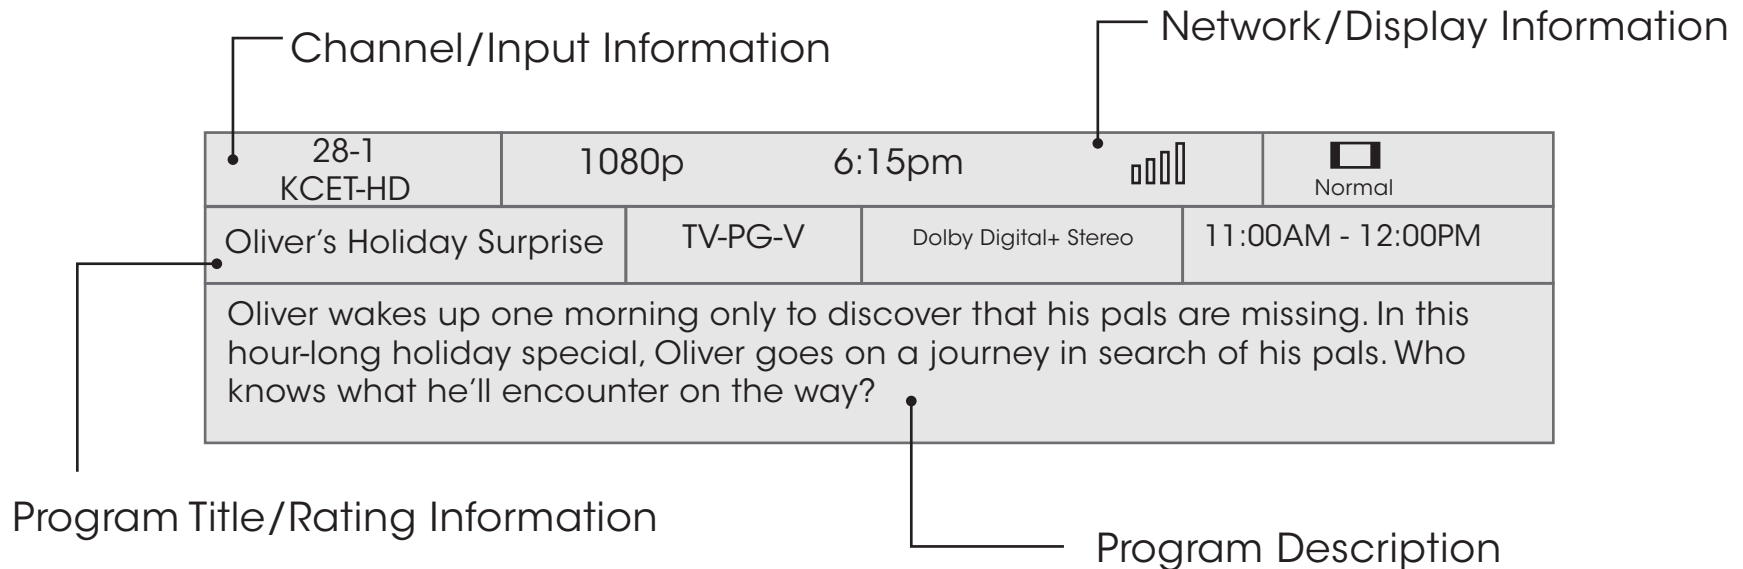 Network/Display Information
Channel/Input Information
28-1
KCET-HD
1080p
6:15pm
Normal
Oliver’s Holiday Surprise
TV-PG-V
Dolby Digital+ Stereo
11:00AM - 12:00PM
Oliver wakes up one morning only to discover that his pals are missing. In this
hour-long holiday special, Oliver goes on a journey in search of his pals. Who
knows what he’ll encounter on the way?
Program Title/Rating Information
Program Description